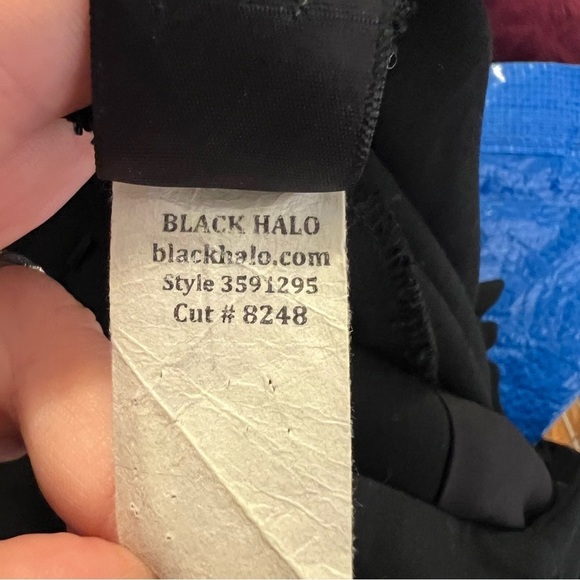 BLACK HALO
blackhalo.com
Style 3591295
Cut # 8248